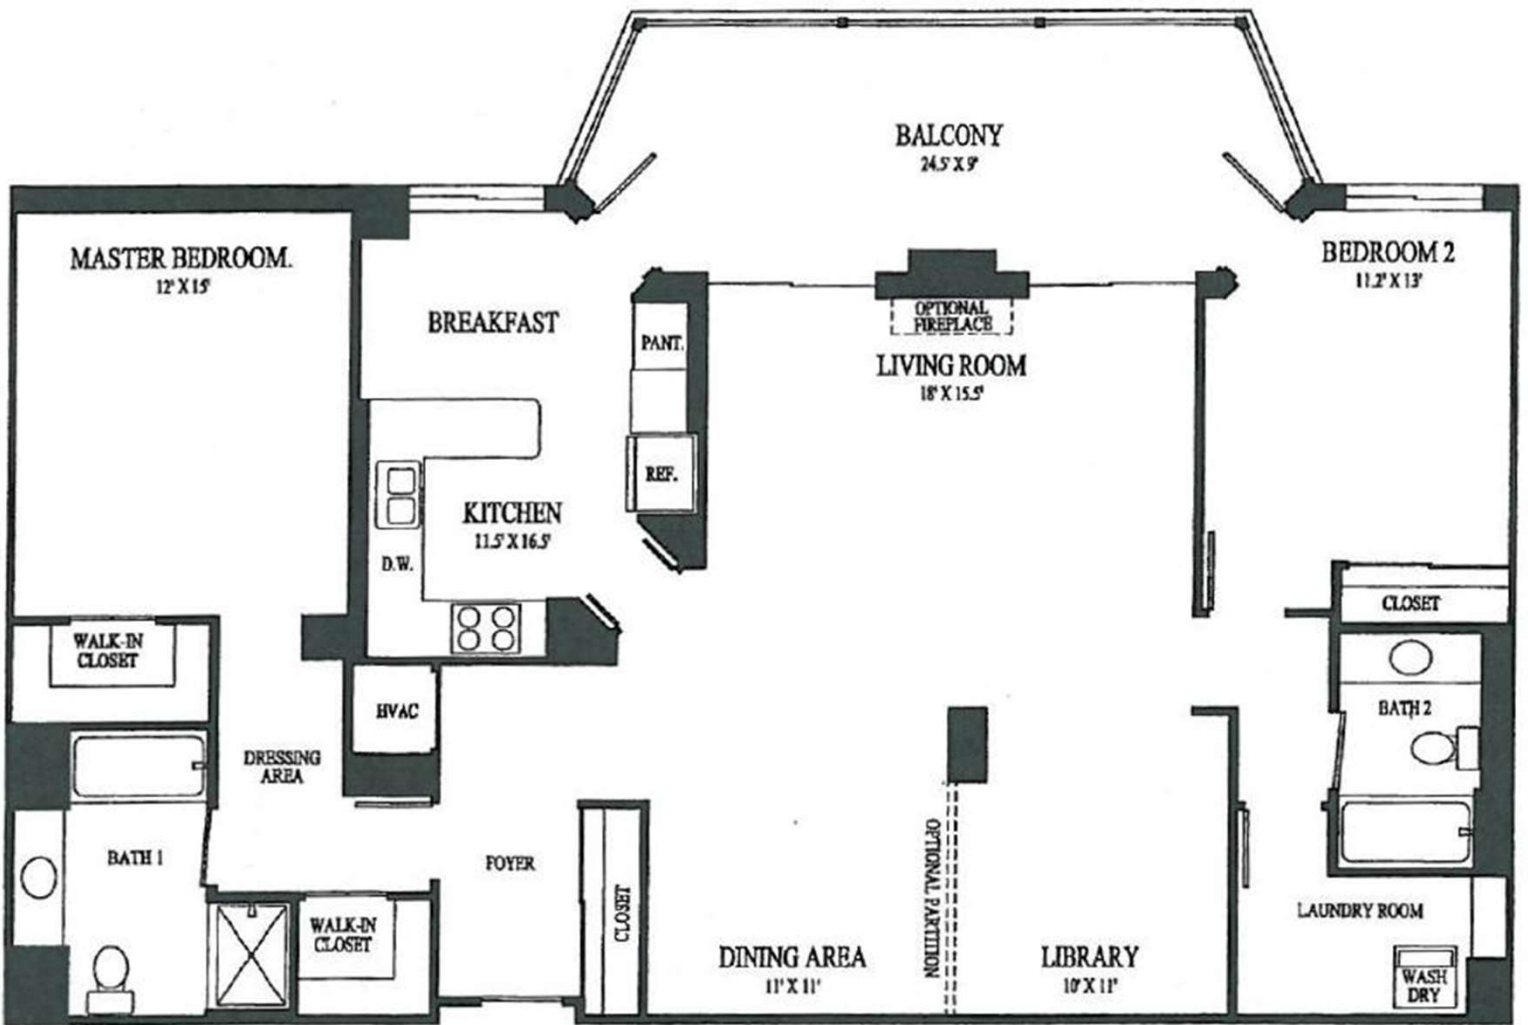 BALCONY
24.5' X 9'
MASTER BEDROOM.
12' X 15'
BEDROOM 2
11.2' X 13'
BREAKFAST
OPTIONAL
FIREPLACE
PANT.
LIVING ROOM
18' X 15.5'
REF.
KITCHEN
11.5' X 16.5'
D.W.
CLOSET
WALK-IN
CLOSET
HVAC
BATH 2
DRESSING
AREA
BATH 1
FOYER
CLOSET
OPTIONAL PARTITION
WALK-IN
CLOSET
LAUNDRY ROOM
DINING AREA
11' X 11'
LIBRARY
10' X 11'
WASH
DRY